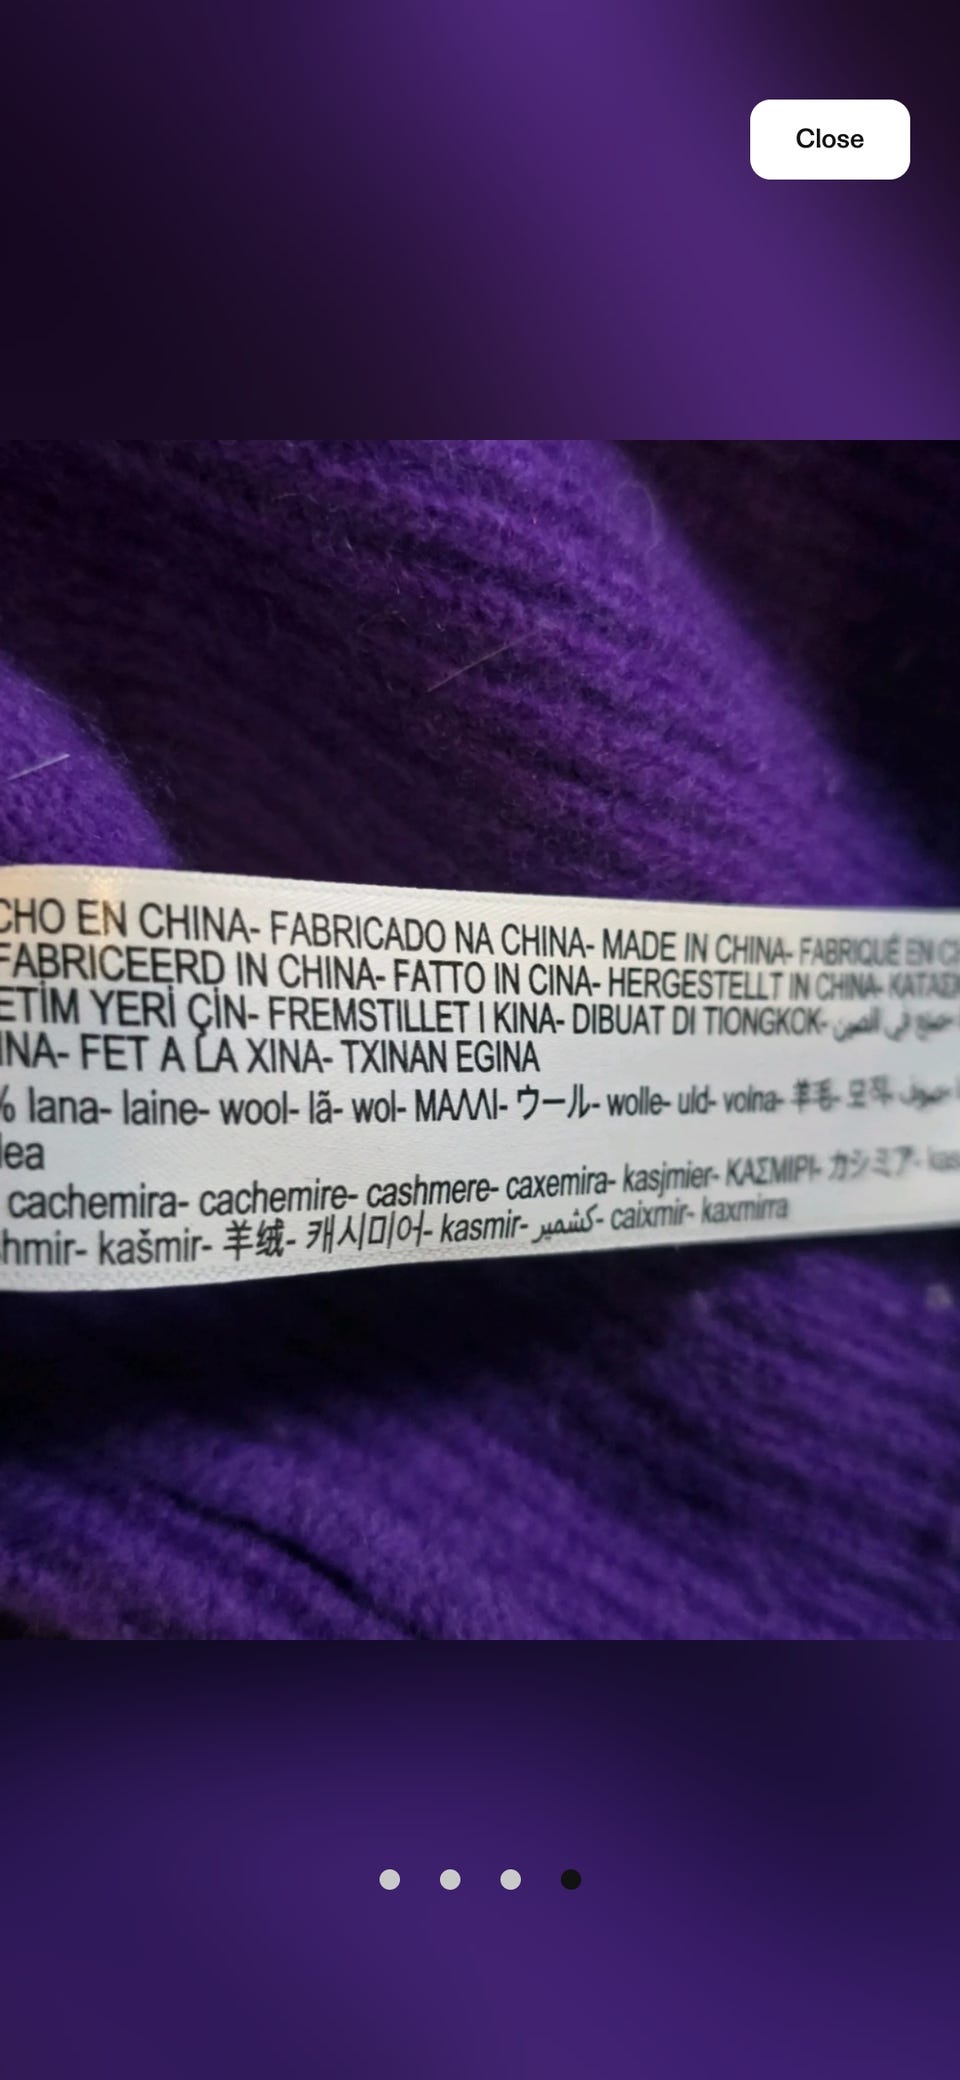 Close
CHO EN CHINA- FABRICADO NA CHINA- MADE IN CHINA- FABRIQUÉ EN
FABRICEERD IN CHINA- FATTO IN CINA- HERGESTELLT IN CHINA-
ETİM YERİ ÇİN- FREMSTILLET I KINA- DIBUAT DI TIONGKOK- صنع في الصين
INA- FET A LA XINA- TXINAN EGINA
% lana- laine- wool- lã- wol- ΜΑΛΛΙ- ウール- wolle- uld- volna- 羊毛- 모직
lea
cachemira- cachemire- cashmere- caxemira- kasjmier- ΚΑΣΜΙΡΙ- カシミア-
hmir- kašmir- 羊绒- 캐시미어- kasmir- كشمير- caixmir- kaxmirra